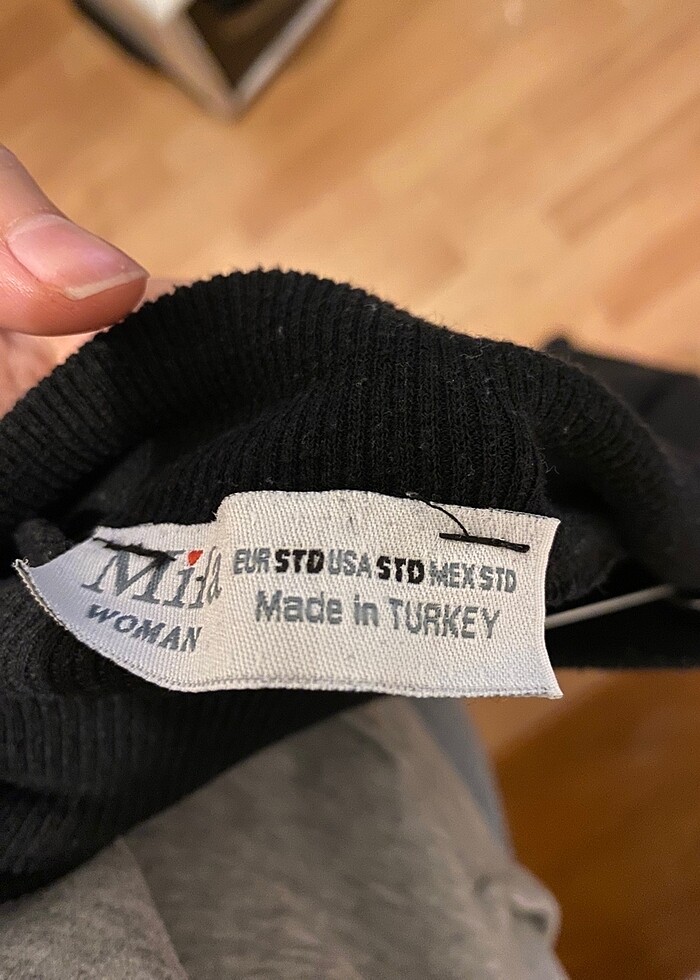 WOMAN
EUR STD USA STD MEX STD
Made in TURKEY